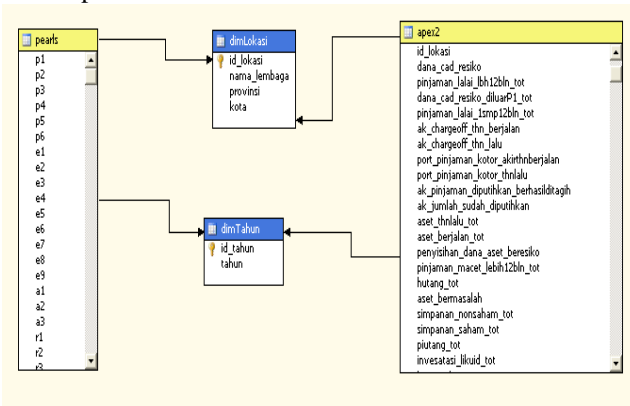 pearls
p1
p2
p3
p4
p5
p6
e1
e2
e3
e4
e5
e6
e7
e8
e9
a1
a2
a3
r1
r2
r3
dimLokasi
id_lokasi
nama_lembaga
provinsi
kota
dimTahun
id_tahun
tahun
apex2
id_lokasi
dana_cad_resiko
pinjaman_lalai_lbh12bln_tot
dana_cad_resiko_diluarP1_tot
pinjaman_lalai_1smp12bln_tot
ak_chargeoff_thn_berjalan
ak_chargeoff_thn_lalu
port_pinjaman_kotor_akirthnberjalan
port_pinjaman_kotor_thnlalu
ak_pinjaman_diputihkan_berhasilditagih
ak_jumlah_sudah_diputihkan
aset_thnlalu_tot
aset_berjalan_tot
penyisihan_dana_aset_beresiko
pinjaman_macet_lebih12bln_tot
hutang_tot
aset_bermasalah
simpanan_nonsaham_tot
simpanan_saham_tot
piutang_tot
invesatasi_likuid_tot